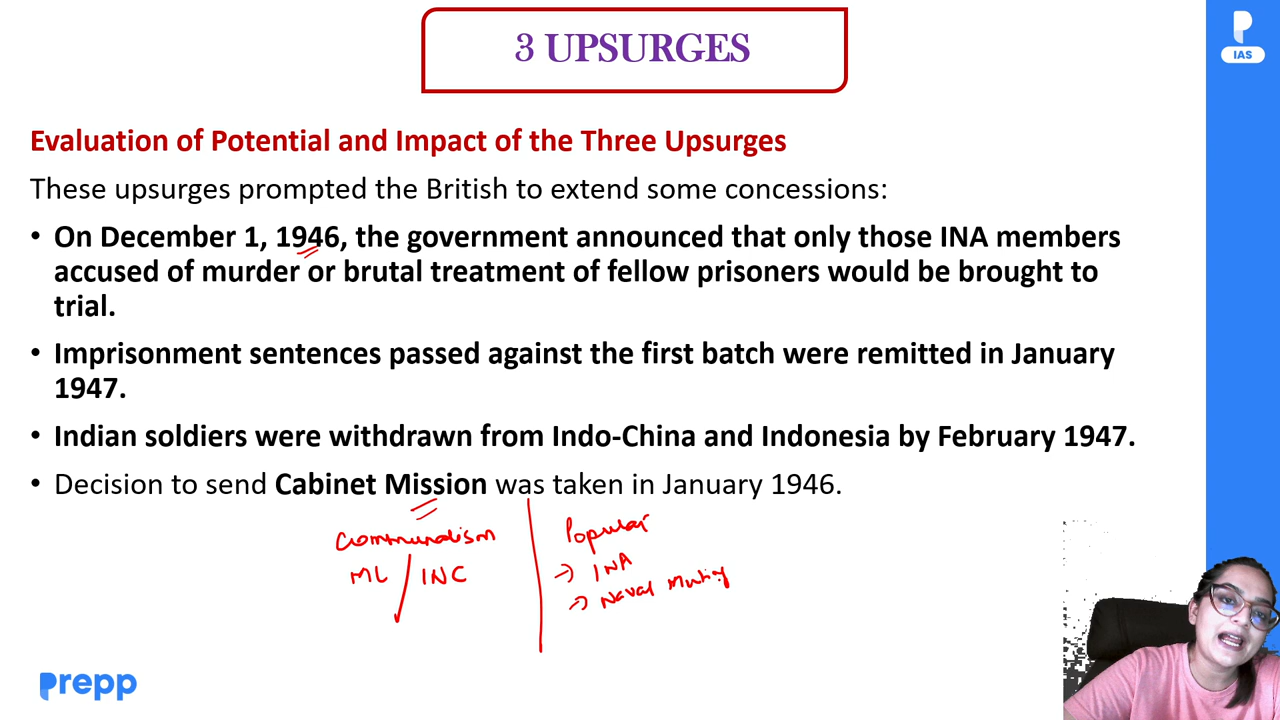 3 UPSURGES
IAS
Evaluation of Potential and Impact of the Three Upsurges
These upsurges prompted the British to extend some concessions:
• On December 1, 1946, the government announced that only those INA members
accused of murder or brutal treatment of fellow prisoners would be brought to
trial.
• Imprisonment sentences passed against the first batch were remitted in January
1947.
• Indian soldiers were withdrawn from Indo-China and Indonesia by February 1947.
• Decision to send Cabinet Mission was taken in January 1946.
Communalism
ML / INC
Popular
→ INA
→ Naval Mutiny
prepp